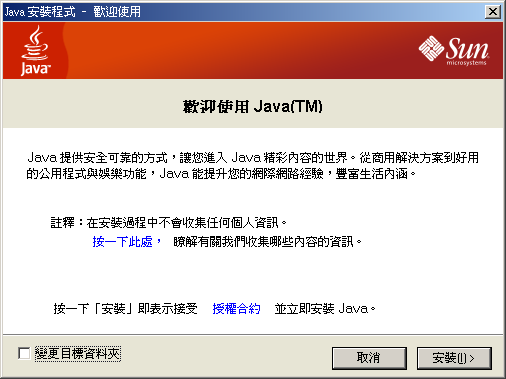 Java 安裝程式 - 歡迎使用
Java
Sun
microsystems
歡迎使用 Java(TM)
Java 提供安全可靠的方式，讓您進入 Java 精彩內容的世界。從商用解決方案到好用
的公用程式與娛樂功能，Java 能提升您的網際網路經驗，豐富生活內涵。
註釋：在安裝過程中不會收集任何個人資訊。
按一下此處， 瞭解有關我們收集哪些內容的資訊。
按一下「安裝」即表示接受 授權合約 並立即安裝 Java。
變更目標資料夾
取消
安裝(I)>